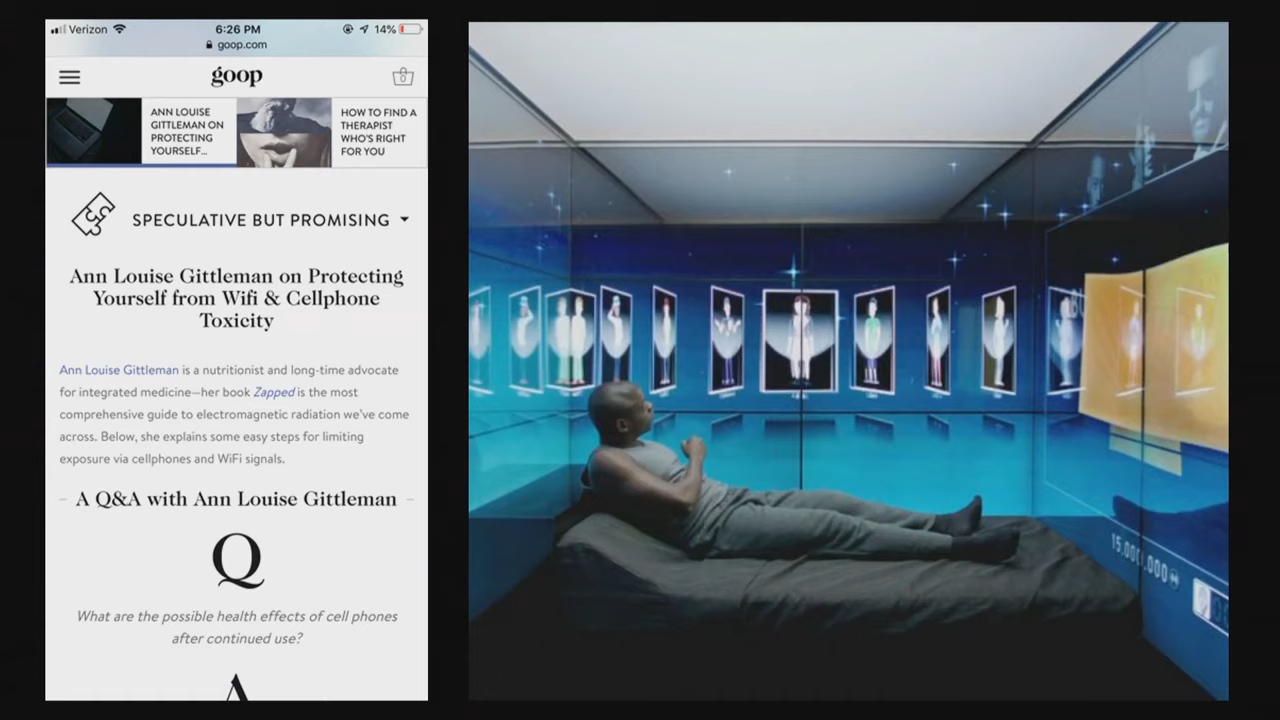 Verizon 6:26 PM 14%
goop.com
goop
0
ANN LOUISE
GITTLEMAN ON
PROTECTING
YOURSELF...
HOW TO FIND A
THERAPIST
WHO'S RIGHT
FOR YOU
SPECULATIVE BUT PROMISING
Ann Louise Gittleman on Protecting
Yourself from Wifi & Cellphone
Toxicity
Ann Louise Gittleman is a nutritionist and long-time advocate
for integrated medicine—her book Zapped is the most
comprehensive guide to electromagnetic radiation we've come
across. Below, she explains some easy steps for limiting
exposure via cellphones and WiFi signals.
A Q&A with Ann Louise Gittleman
Q
What are the possible health effects of cell phones
after continued use?
A
15,000,000